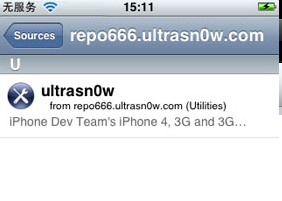 无服务 15:11
Sources repo666.ultrasn0w.com
U
ultrasn0w
from repo666.ultrasn0w.com (Utilities)
iPhone Dev Team's iPhone 4, 3G and 3G…